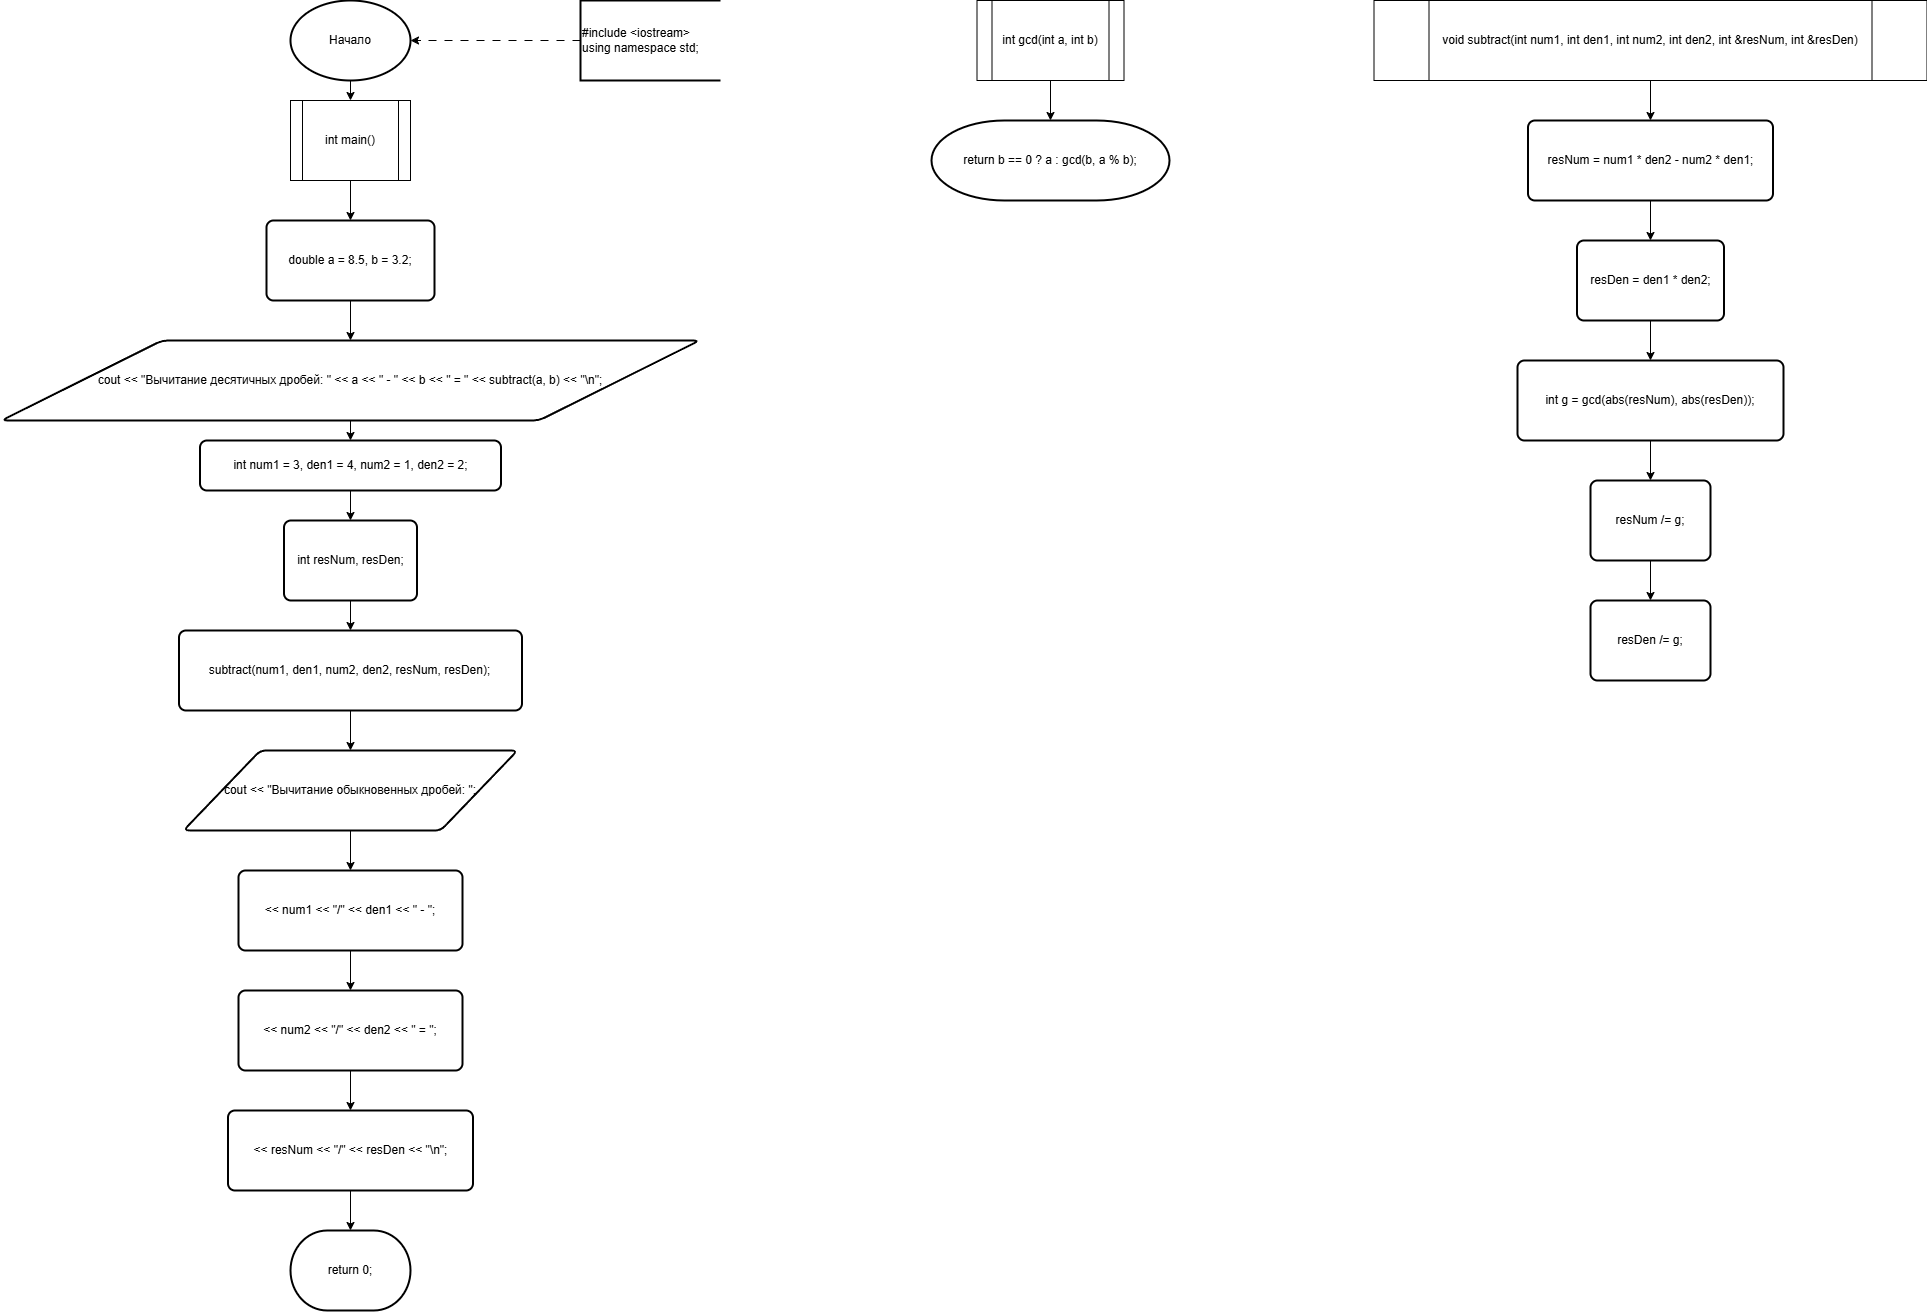 Начало
#include <iostream>
using namespace std;
int main()
double a = 8.5, b = 3.2;
cout << "Вычитание десятичных дробей: " << a << " - " << b << " = " << subtract(a, b) << "\n";
int num1 = 3, den1 = 4, num2 = 1, den2 = 2;
int resNum, resDen;
subtract(num1, den1, num2, den2, resNum, resDen);
cout << "Вычитание обыкновенных дробей: ";
<< num1 << "/" << den1 << " - ";
<< num2 << "/" << den2 << " = ";
<< resNum << "/" << resDen << "\n";
return 0;
int gcd(int a, int b)
return b == 0 ? a : gcd(b, a % b);
void subtract(int num1, int den1, int num2, int den2, int &resNum, int &resDen)
resNum = num1 * den2 - num2 * den1;
resDen = den1 * den2;
int g = gcd(abs(resNum), abs(resDen));
resNum /= g;
resDen /= g;